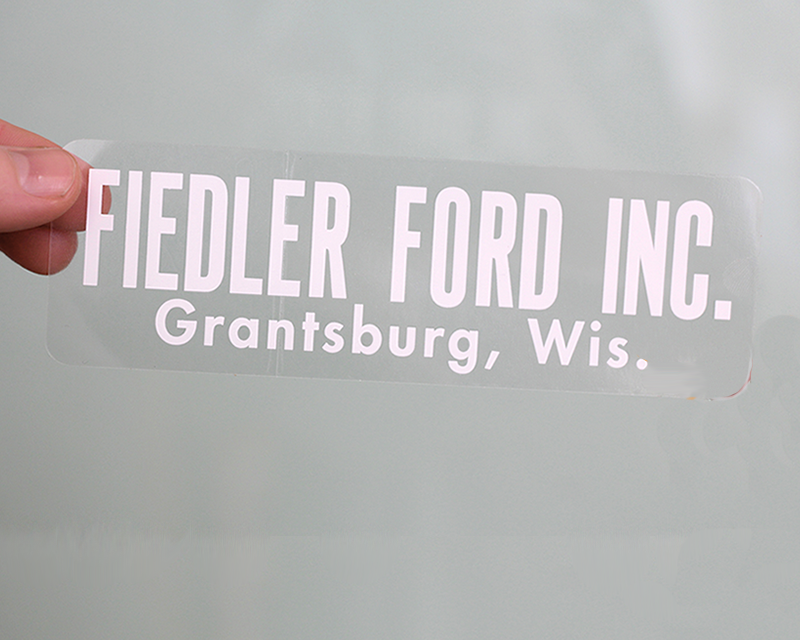 FIEDLER FORD INC.
Grantsburg, Wis.